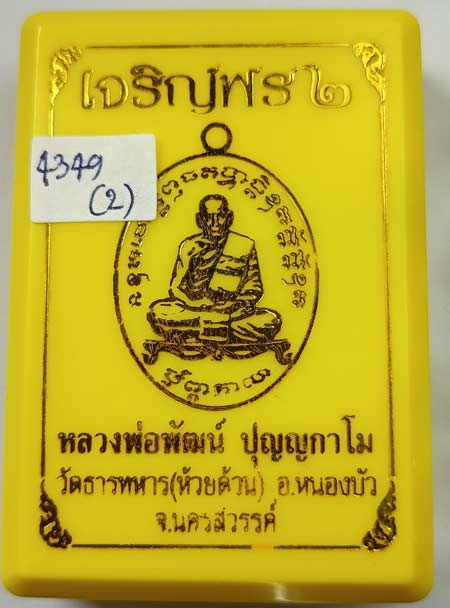 เจริญพร ๒
4349
(2)
หลวงพ่อพัฒน์ ปุญญกาโม
วัดธารทหาร(ห้วยด้วน) อ.หนองบัว
จ.นครสวรรค์